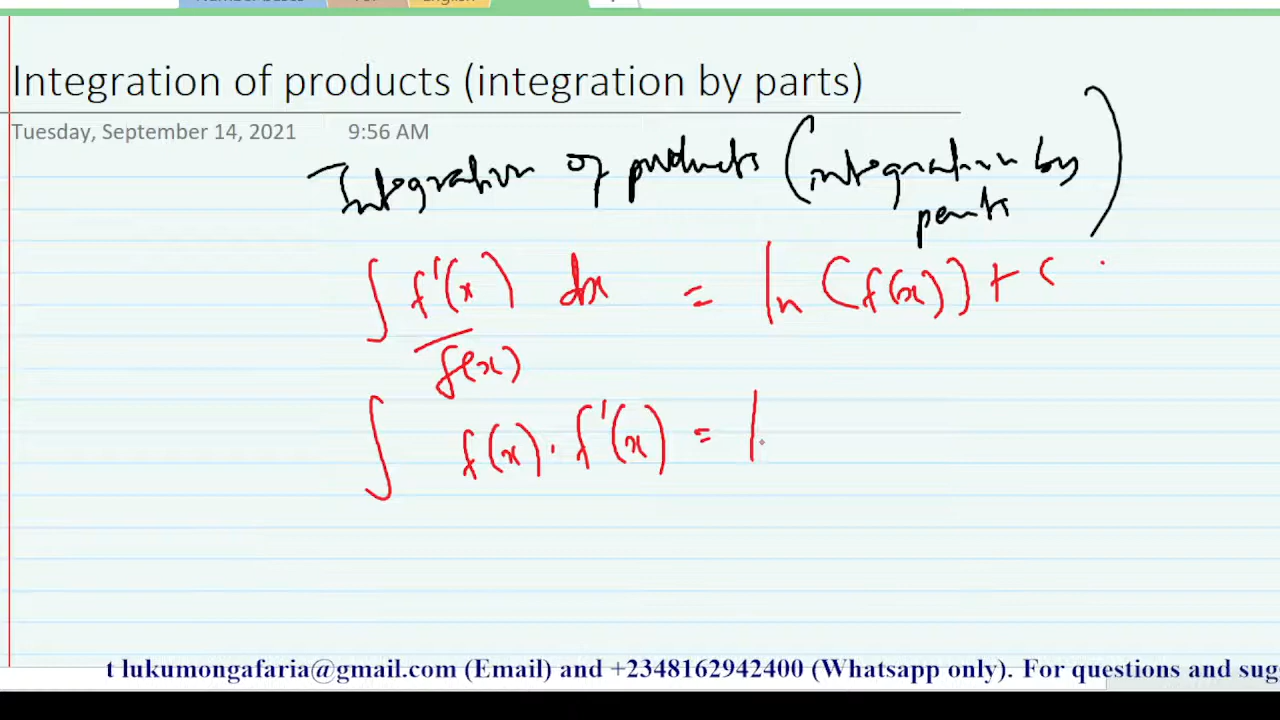 English
Integration of products (integration by parts)
Tuesday, September 14, 2021 9:56 AM
Integration of products (integration by
parts)
∫ f'(x)/f(x) dx = ln (f(x)) + c.
∫ f(x) · f'(x) = |
t lukumongafaria@gmail.com (Email) and +2348162942400 (Whatsapp only). For questions and sug